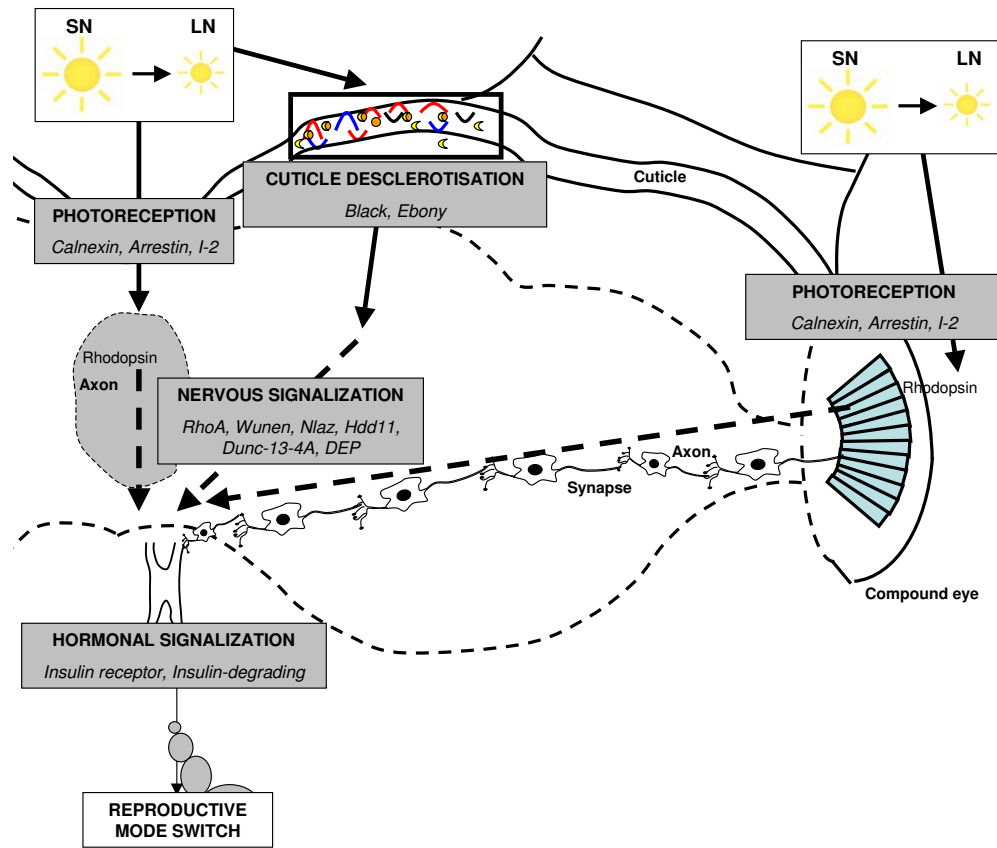 SN LN
SN LN
CUTICLE DESCLEROTISATION
Black, Ebony
Cuticle
PHOTORECEPTION
Calnexin, Arrestin, I-2
PHOTORECEPTION
Calnexin, Arrestin, I-2
Rhodopsin
Axon
Rhodopsin
NERVOUS SIGNALIZATION
RhoA, Wunen, Nlaz, Hdd11,
Dunc-13-4A, DEP
Axon
Synapse
Compound eye
HORMONAL SIGNALIZATION
Insulin receptor, Insulin-degrading
REPRODUCTIVE
MODE SWITCH